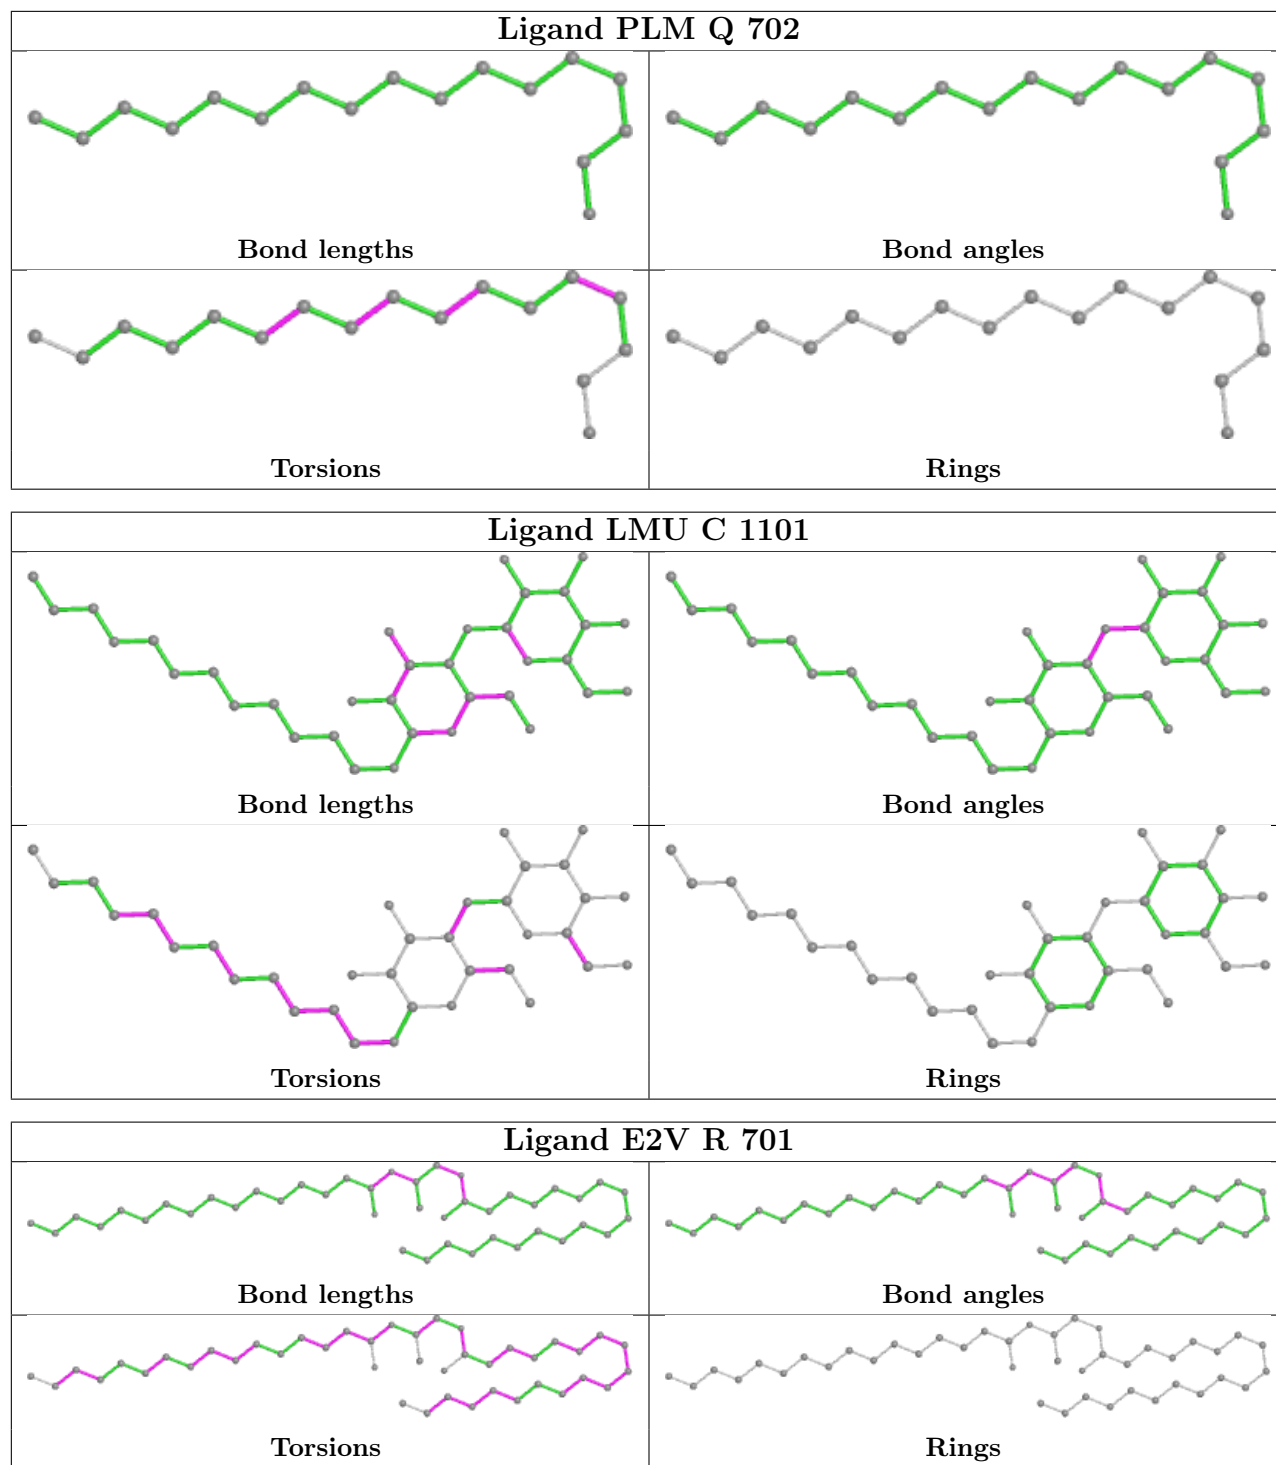 Ligand PLM Q 702
Bond lengths
Bond angles
Torsions
Rings
Ligand LMU C 1101
Bond lengths
Bond angles
Torsions
Rings
Ligand E2V R 701
Bond lengths
Bond angles
Torsions
Rings